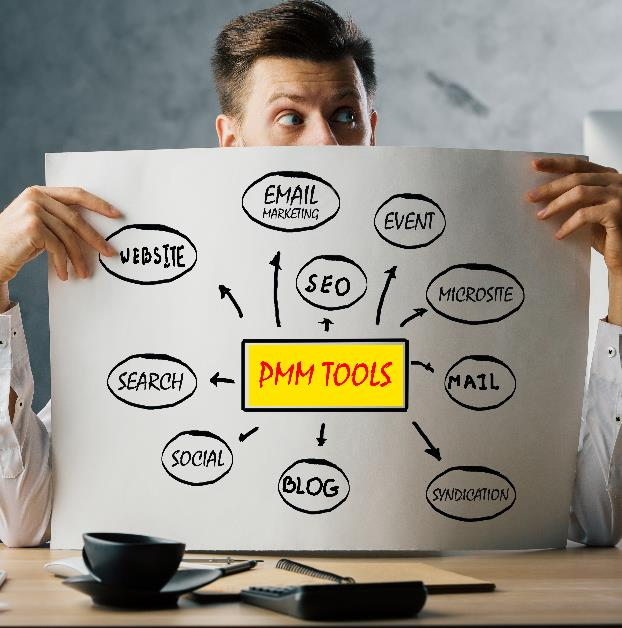 EMAIL
MARKETING
EVENT
WEBSITE
SEO
MICROSITE
PMM TOOLS
SEARCH
MAIL
SOCIAL
BLOG
SYNDICATION